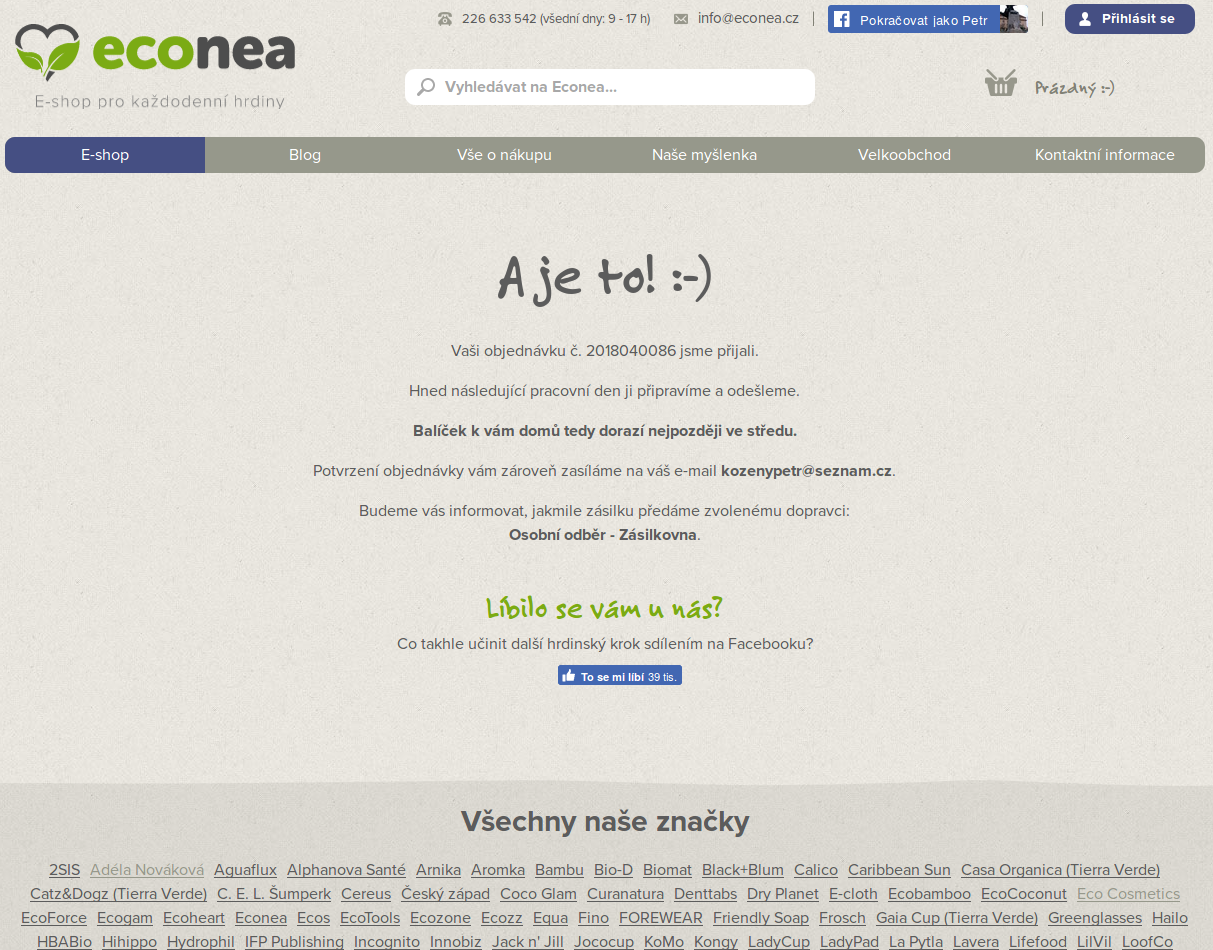 226 633 542 (všední dny: 9 - 17 h)
info@econea.cz
|
Pokračovat jako Petr
|
Přihlásit se
econea
E-shop pro každodenní hrdiny
Vyhledávat na Econea...
Prázdný :-)
E-shop
Blog
Vše o nákupu
Naše myšlenka
Velkoobchod
Kontaktní informace
A je to! :-)
Vaši objednávku č. 2018040086 jsme přijali.
Hned následující pracovní den ji připravíme a odešleme.
Balíček k vám domů tedy dorazí nejpozději ve středu.
Potvrzení objednávky vám zároveň zasíláme na váš e-mail kozenypetr@seznam.cz.
Budeme vás informovat, jakmile zásilku předáme zvolenému dopravci:
Osobní odběr - Zásilkovna.
Líbilo se vám u nás?
Co takhle učinit další hrdinský krok sdílením na Facebooku?
To se mi líbí 39 tis.
Všechny naše značky
2SIS Adéla Nováková Aguaflux Alphanova Santé Arnika Aromka Bambu Bio-D Biomat Black+Blum Calico Caribbean Sun Casa Organica (Tierra Verde)
Catz&Dogz (Tierra Verde) C. E. L. Šumperk Cereus Český západ Coco Glam Curanatura Denttabs Dry Planet E-cloth Ecobamboo EcoCoconut Eco Cosmetics
EcoForce Ecogam Ecoheart Econea Ecos EcoTools Ecozone Ecozz Equa Fino FOREWEAR Friendly Soap Frosch Gaia Cup (Tierra Verde) Greenglasses Hailo
HBABio Hihippo Hydrophil IFP Publishing Incognito Innobiz Jack n' Jill Jococup KoMo Kongy LadyCup LadyPad La Pytla Lavera Lifefood LilVil LoofCo